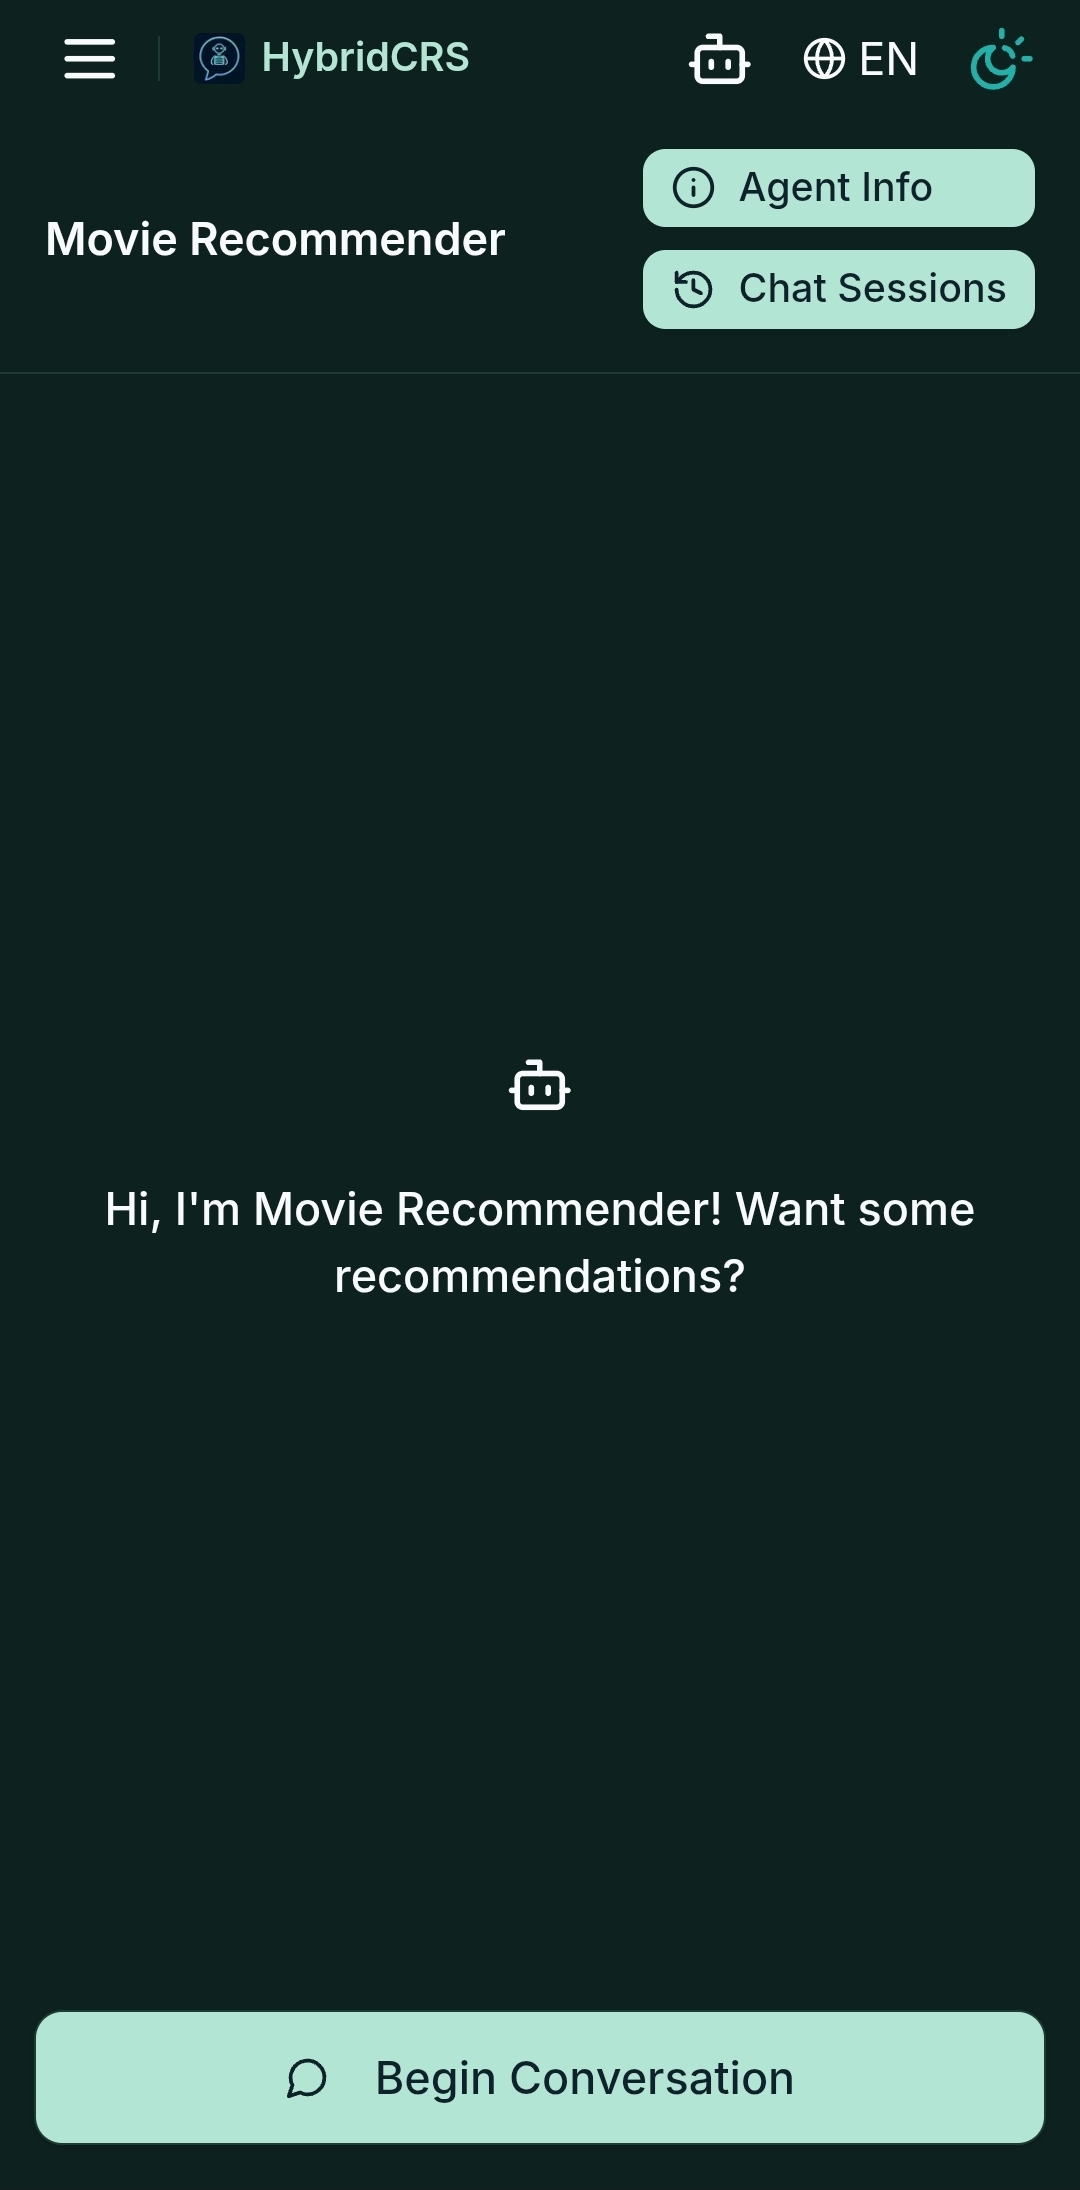 HybridCRS
EN
Movie Recommender
Agent Info
Chat Sessions
Hi, I'm Movie Recommender! Want some
recommendations?
Begin Conversation